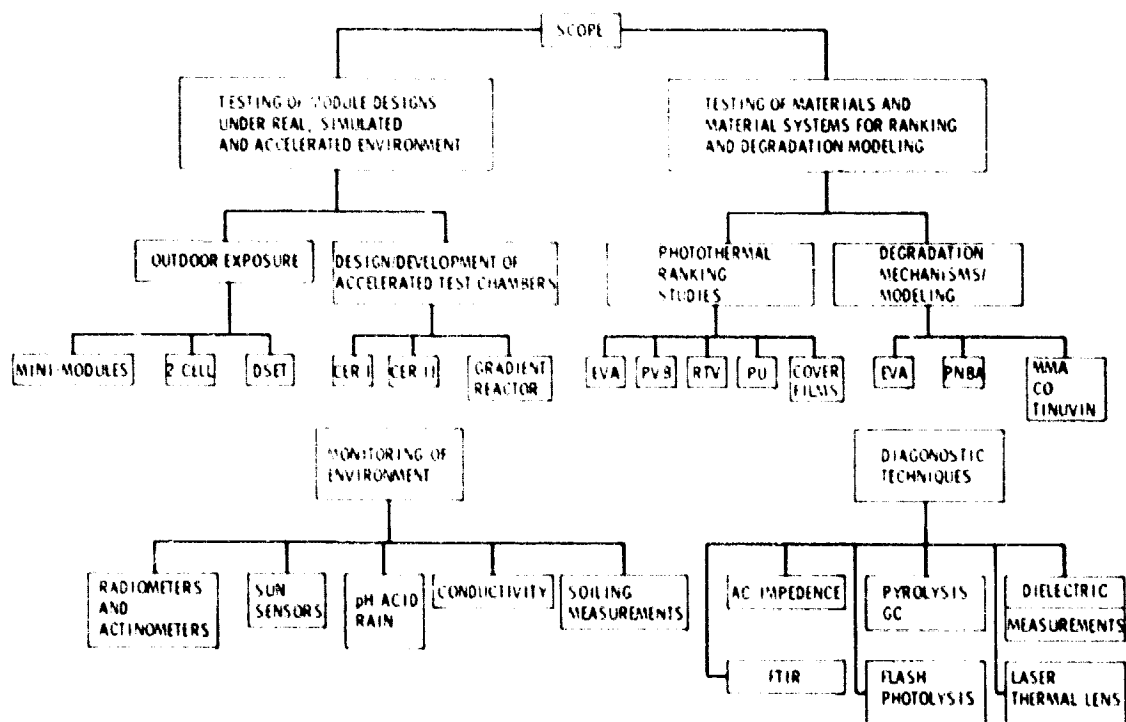 SCOPE
TESTING OF MODULE DESIGNS
UNDER REAL, SIMULATED
AND ACCELERATED ENVIRONMENT
TESTING OF MATERIALS AND
MATERIAL SYSTEMS FOR RANKING
AND DEGRADATION MODELING
OUTDOOR EXPOSURE
DESIGN/DEVELOPMENT OF
ACCELERATED TEST CHAMBERS
PHOTOTHERMAL
RANKING
STUDIES
DEGRADATION
MECHANISMS/
MODELING
MINI-MODULES
2 CELL
DSET
CER I
CER II
GRADIENT
REACTOR
EVA
PVB
RTV
PU
COVER
FILMS
EVA
PNBA
MMA
CO
TINUVIN
MONITORING OF
ENVIRONMENT
DIAGONOSTIC
TECHNIQUES
RADIOMETERS
AND
ACTINOMETERS
SUN
SENSORS
pH ACID
RAIN
CONDUCTIVITY
SOILING
MEASUREMENTS
AC IMPEDENCE
PYROLYSIS
GC
DIELECTRIC
MEASUREMENTS
FTIR
FLASH
PHOTOLYSIS
LASER
THERMAL LENS